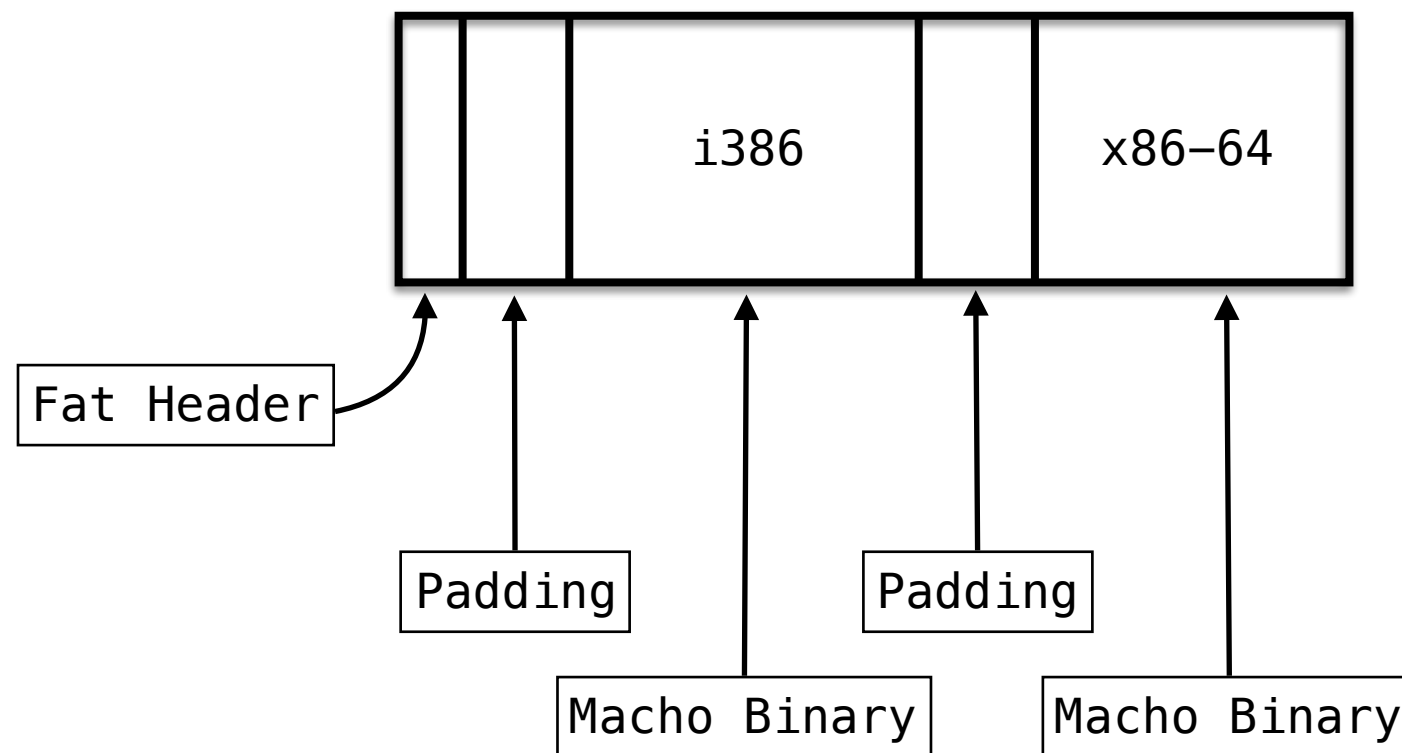 i386
x86–64
Fat Header
Padding
Padding
Macho Binary
Macho Binary